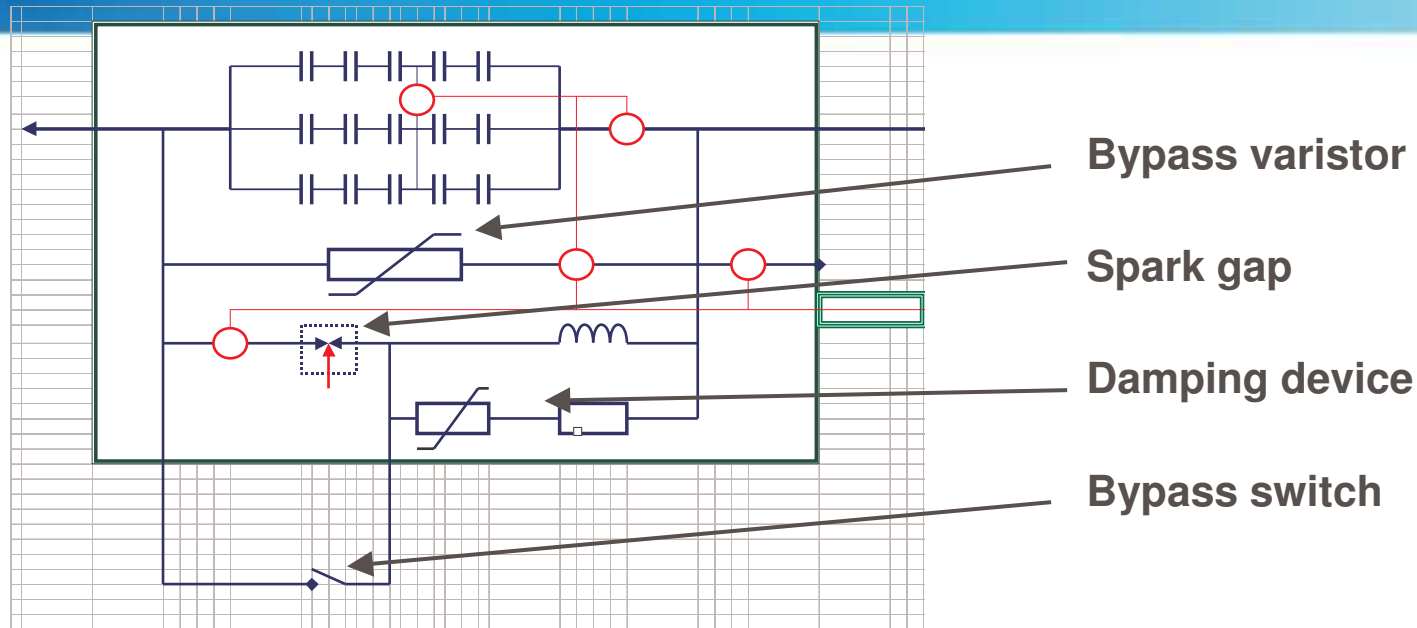 Bypass varistor
Spark gap
Damping device
Bypass switch